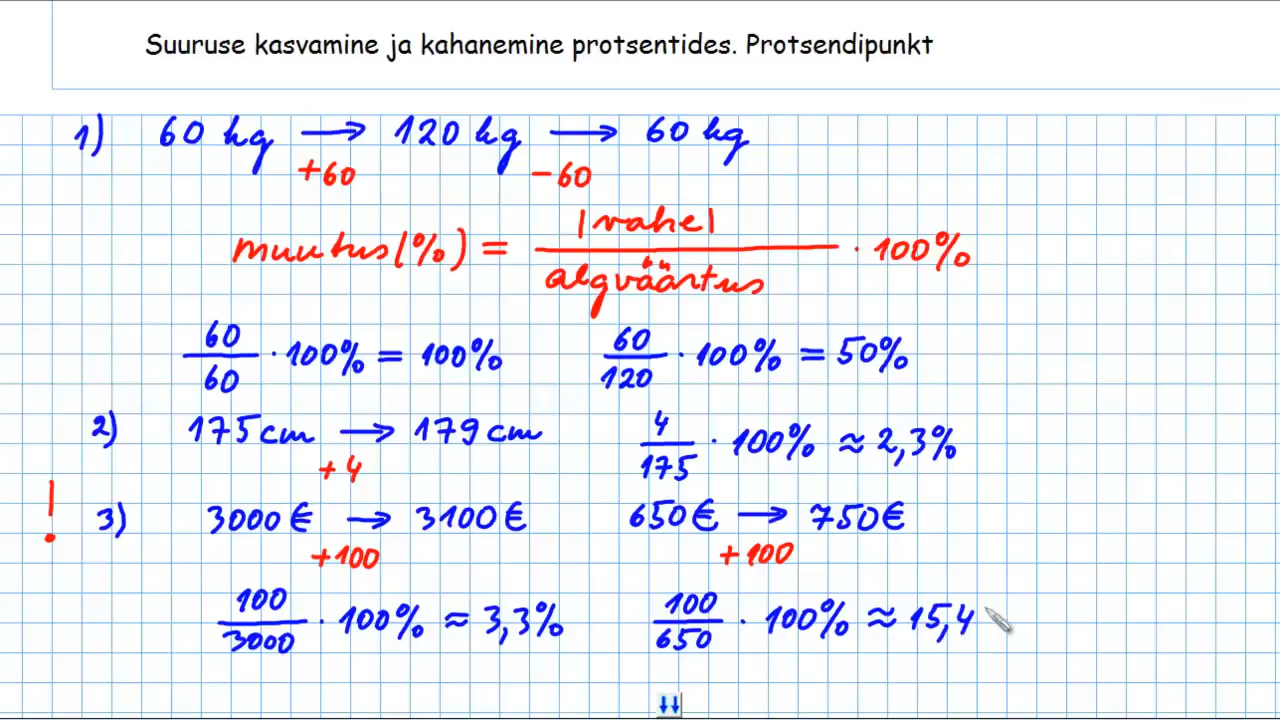 Suuruse kasvamine ja kahanemine protsentides. Protsendipunkt
1) 60 kg → 120 kg → 60 kg
+60 −60
muutus(%) = |vahe| / algväärtus · 100%
60/60 · 100% = 100% 60/120 · 100% = 50%
2) 175 cm → 179 cm 4/175 · 100% ≈ 2,3%
+4
! 3) 3000 € → 3100 € 650 € → 750 €
+100 +100
100/3000 · 100% ≈ 3,3% 100/650 · 100% ≈ 15,4